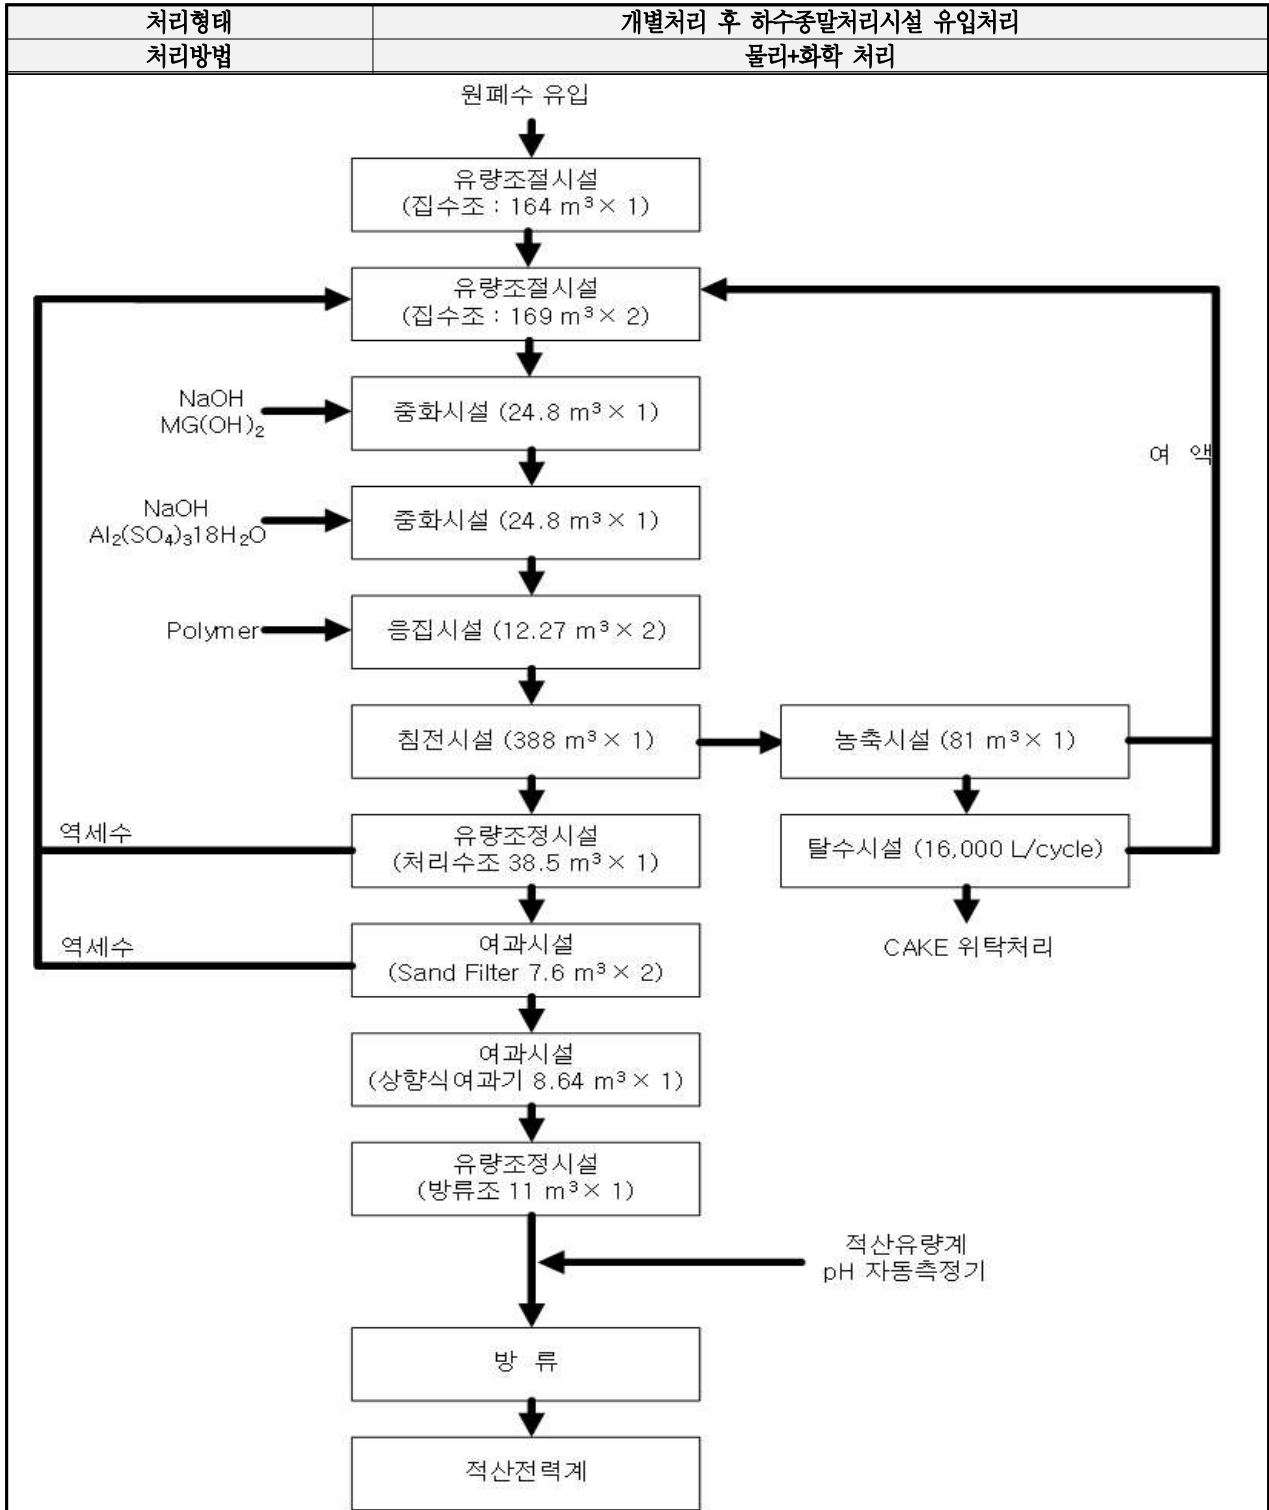 처리형태 개별처리 후 하수종말처리시설 유입처리
처리방법 물리+화학 처리
원폐수 유입
유량조절시설
(집수조 : 164 m³ × 1)
유량조절시설
(집수조 : 169 m³ × 2)
NaOH
MG(OH)₂
중화시설 (24.8 m³ × 1)
여 액
NaOH
Al₂(SO₄)₃18H₂O
중화시설 (24.8 m³ × 1)
Polymer
응집시설 (12.27 m³ × 2)
침전시설 (388 m³ × 1)
농축시설 (81 m³ × 1)
역세수
유량조정시설
(처리수조 38.5 m³ × 1)
탈수시설 (16,000 L/cycle)
역세수
여과시설
(Sand Filter 7.6 m³ × 2)
CAKE 위탁처리
여과시설
(상향식여과기 8.64 m³ × 1)
유량조정시설
(방류조 11 m³ × 1)
적산유량계
pH 자동측정기
방 류
적산전력계